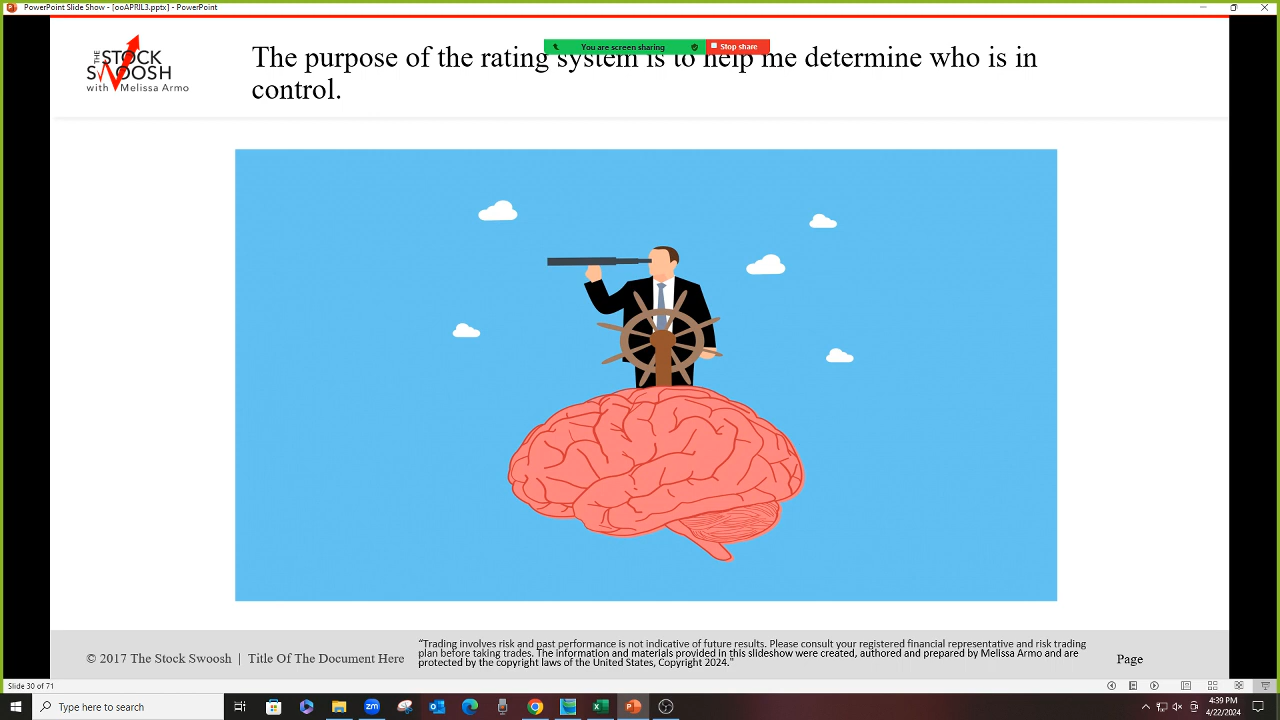 PowerPoint Slide Show - [ooAPRIL3.pptx] - PowerPoint
You are screen sharing
Stop share
THE STOCK
SWOOSH
with Melissa Armo
The purpose of the rating system is to help me determine who is in
control.
"Trading involves risk and past performance is not indicative of future results. Please consult your registered financial representative and risk trading
plan before taking trades. The information and materials provided in this slideshow were created, authored and prepared by Melissa Armo and are
protected by the copyright laws of the United States, Copyright 2024."
© 2017 The Stock Swoosh | Title Of The Document Here
Page
Slide 30 of 71
Type here to search
4:39 PM
4/22/2024